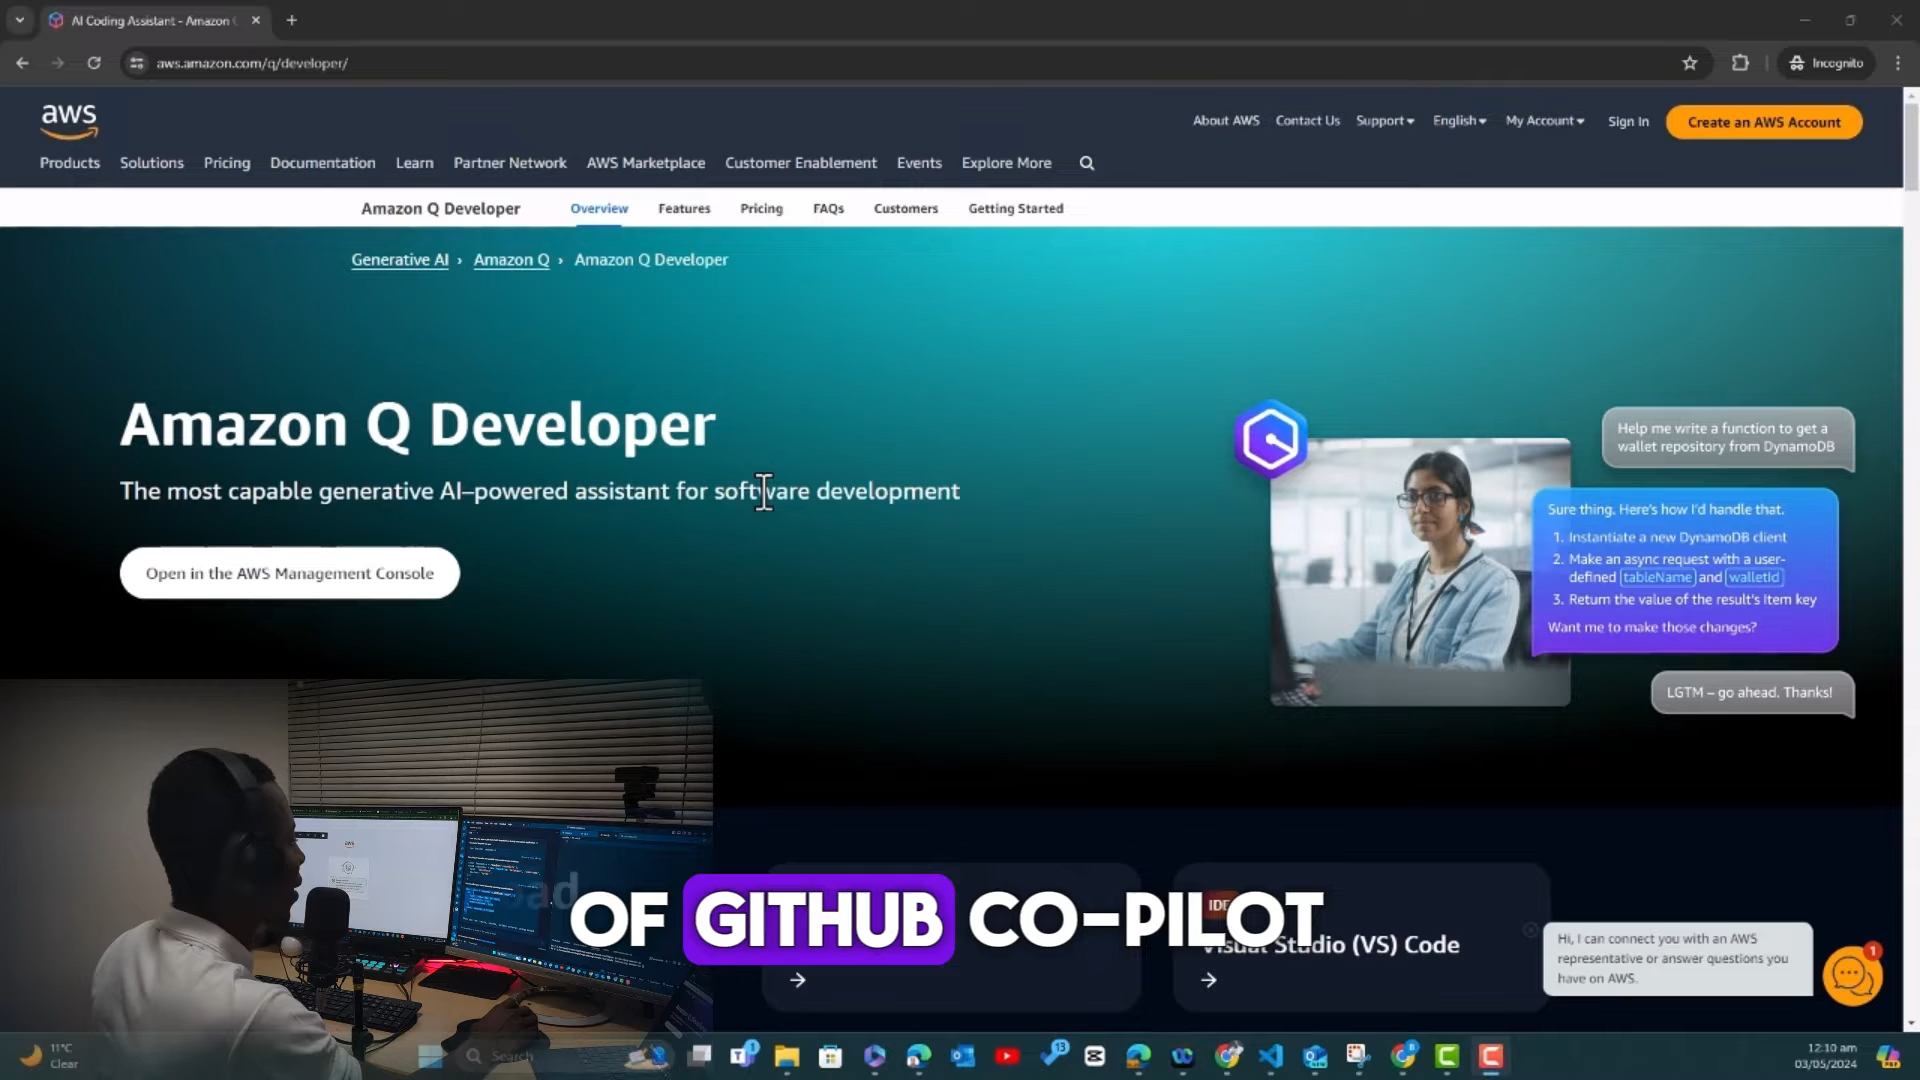 AI Coding Assistant - Amazon
aws.amazon.com/q/developer/
Incognito
aws
About AWS Contact Us Support English My Account Sign In Create an AWS Account
Products Solutions Pricing Documentation Learn Partner Network AWS Marketplace Customer Enablement Events Explore More
Amazon Q Developer Overview Features Pricing FAQs Customers Getting Started
Generative AI › Amazon Q › Amazon Q Developer
Amazon Q Developer
The most capable generative AI–powered assistant for software development
Open in the AWS Management Console
Help me write a function to get a
wallet repository from DynamoDB
Sure thing. Here's how I'd handle that.
1. Instantiate a new DynamoDB client
2. Make an async request with a user-
defined tableName and walletId
3. Return the value of the result's Item key
Want me to make those changes?
LGTM – go ahead. Thanks!
aws
OF GITHUB CO-PILOT
IDE
Visual Studio (VS) Code
Hi, I can connect you with an AWS
representative or answer questions you
have on AWS.
1
11°C
Clear
Search
1
13
12:10 am
03/05/2024